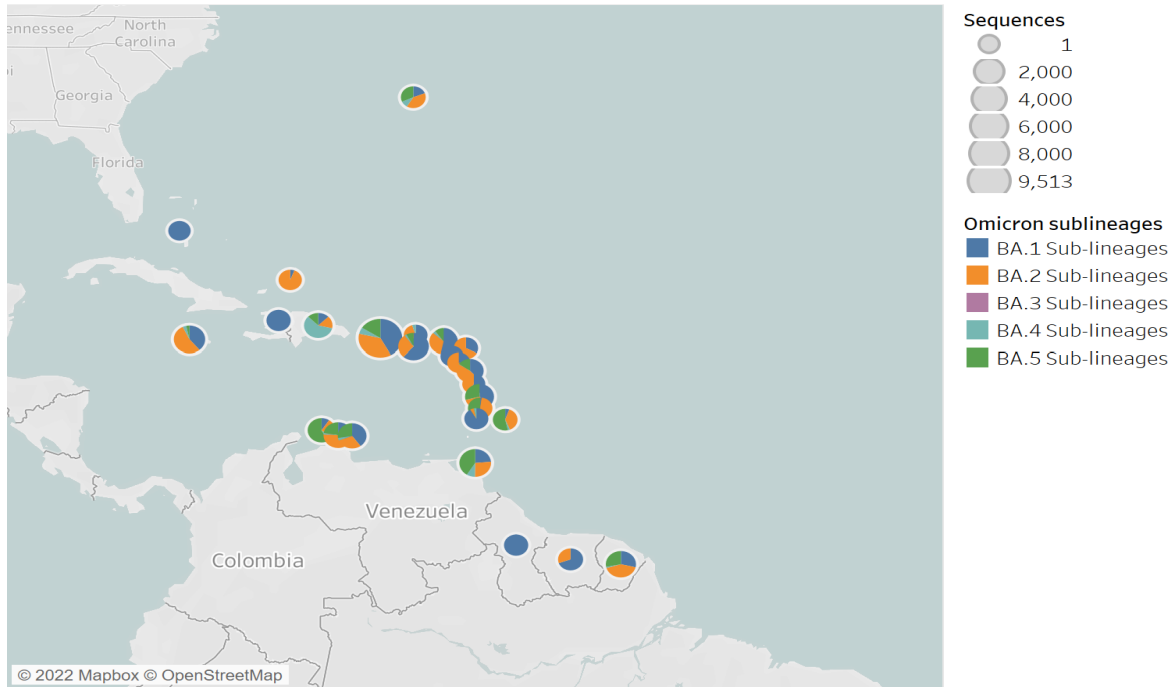 North
Carolina
ennessee
Georgia
Florida
Venezuela
Colombia
© 2022 Mapbox © OpenStreetMap
Sequences
1
2,000
4,000
6,000
8,000
9,513
Omicron sublineages
BA.1 Sub-lineages
BA.2 Sub-lineages
BA.3 Sub-lineages
BA.4 Sub-lineages
BA.5 Sub-lineages